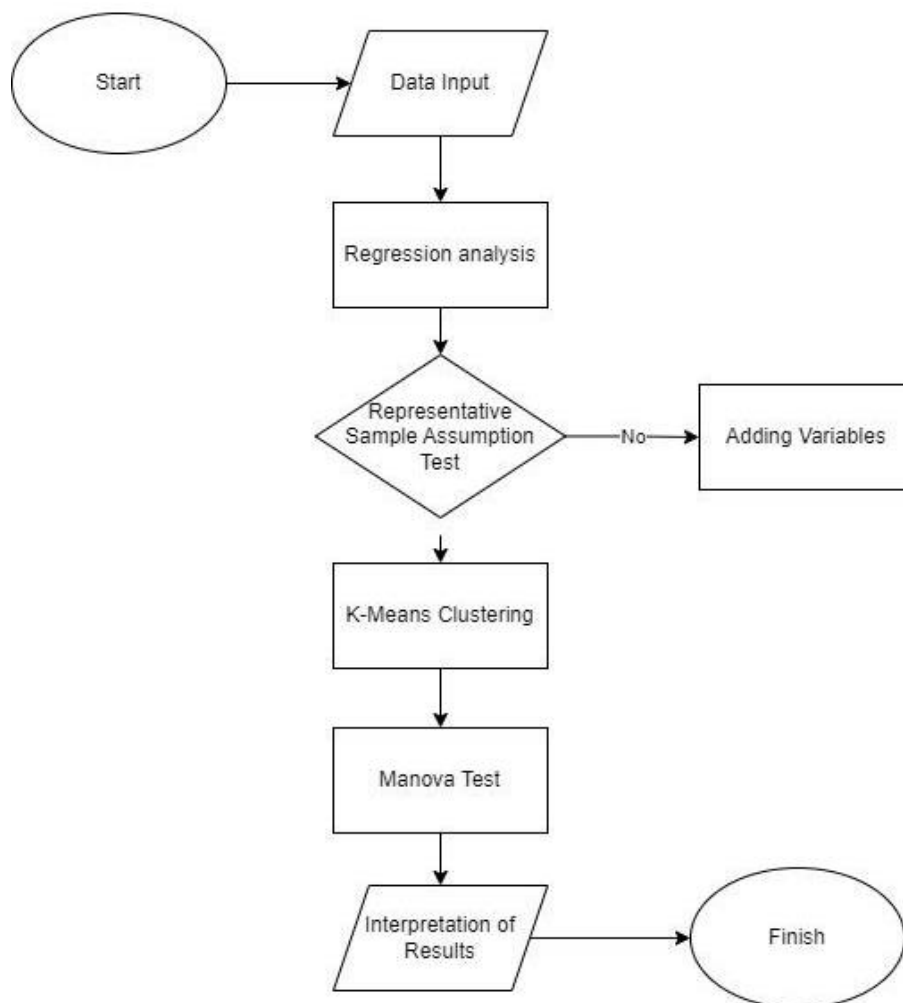 Start
Data Input
Regression analysis
Representative
Sample Assumption
Test
No
Adding Variables
K-Means Clustering
Manova Test
Interpretation of
Results
Finish